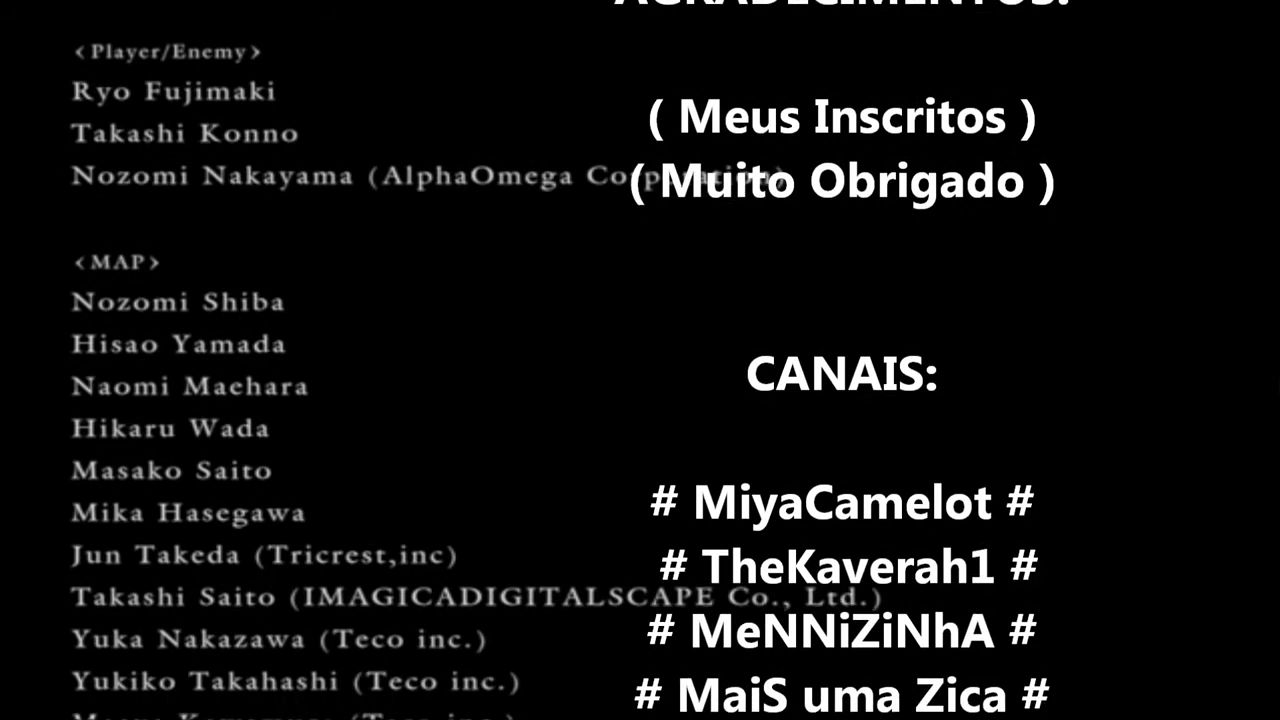 <Player/Enemy>
Ryo Fujimaki
Takashi Konno
Nozomi Nakayama (AlphaOmega
<MAP>
Nozomi Shiba
Hisao Yamada
Naomi Maehara
Hikaru Wada
Masako Saito
Mika Hasegawa
Jun Takeda (Tricrest,inc)
Takashi Saito (IMAGICADIGITALSCAPE Co., Ltd.)
Yuka Nakazawa (Teco inc.)
Yukiko Takahashi (Teco inc.)
AGRADECIMENTOS:
( Meus Inscritos )
( Muito Obrigado )
CANAIS:
# MiyaCamelot #
# TheKaverah1 #
# MeNNiZiNhA #
# MaiS uma Zica #